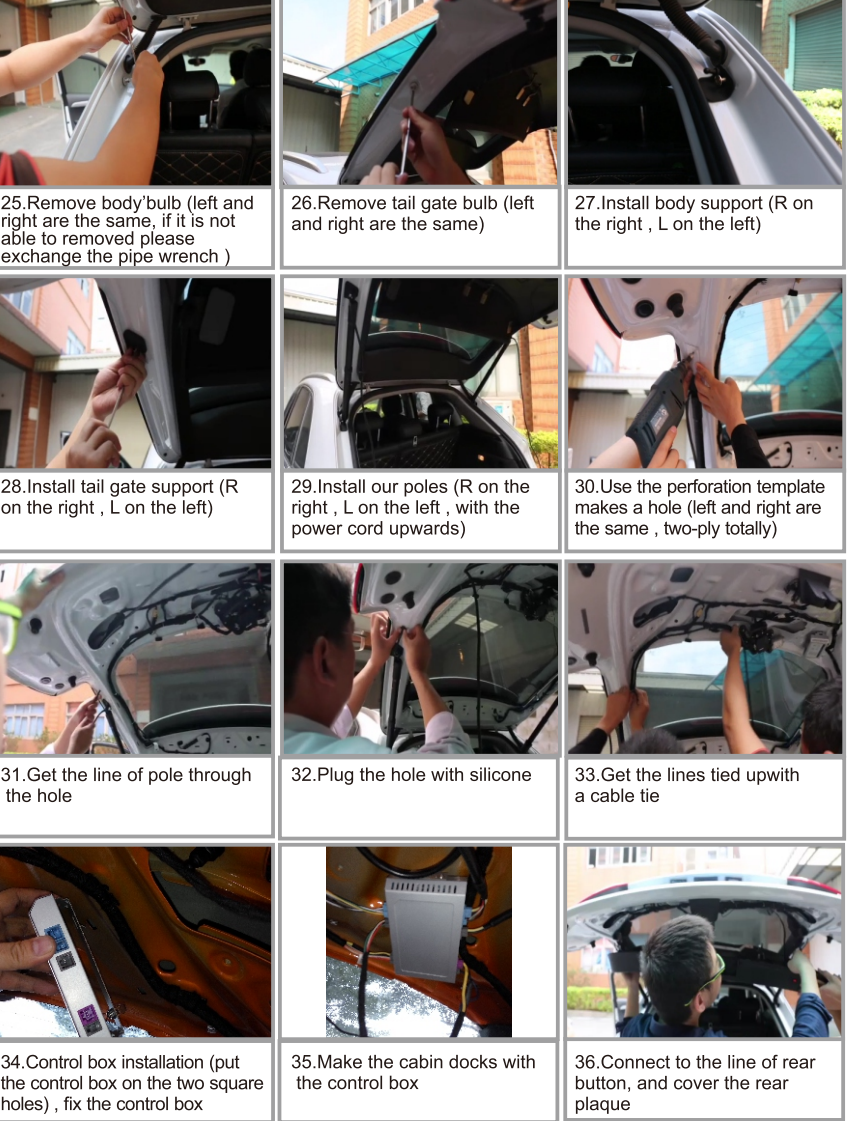 25.Remove body'bulb (left and
right are the same, if it is not
able to removed please
exchange the pipe wrench )
26.Remove tail gate bulb (left
and right are the same)
27.Install body support (R on
the right , L on the left)
28.Install tail gate support (R
on the right , L on the left)
29.Install our poles (R on the
right , L on the left , with the
power cord upwards)
30.Use the perforation template
makes a hole (left and right are
the same , two-ply totally)
31.Get the line of pole through
the hole
32.Plug the hole with silicone
33.Get the lines tied upwith
a cable tie
34.Control box installation (put
the control box on the two square
holes) , fix the control box
35.Make the cabin docks with
the control box
36.Connect to the line of rear
button, and cover the rear
plaque